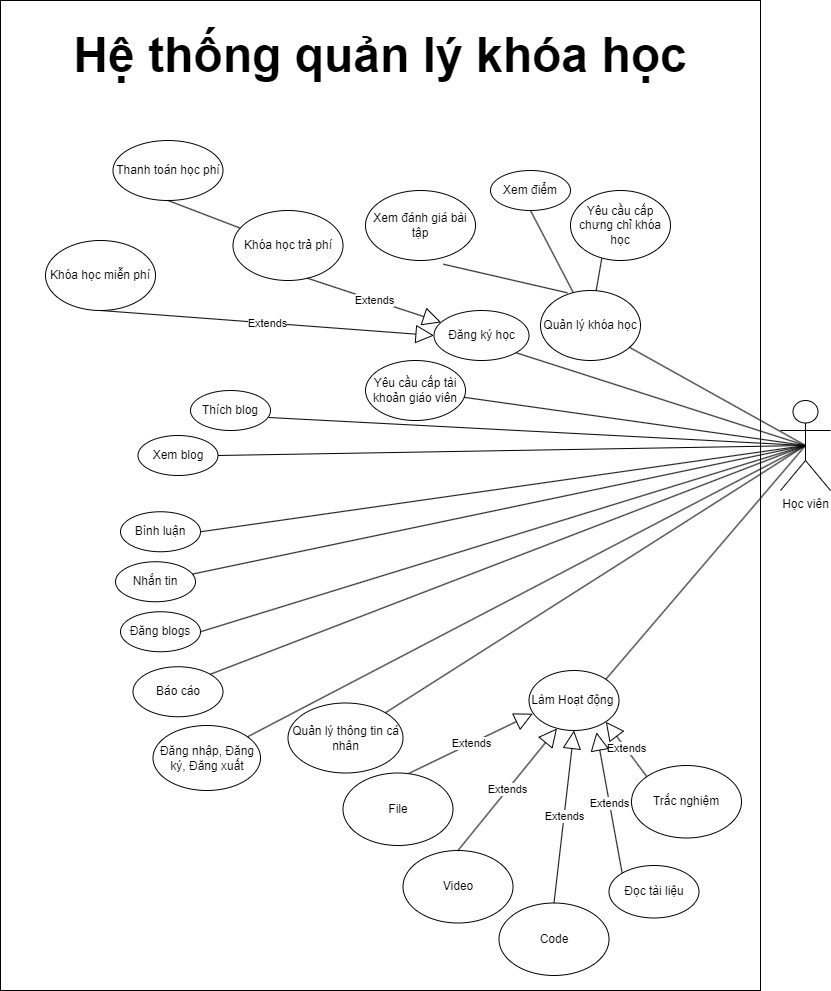 Hệ thống quản lý khóa học
Thanh toán học phí
Xem điểm
Xem đánh giá bài
tập
Yêu cầu cấp
chưng chỉ khóa
học
Khóa học trả phí
Khóa học miễn phí
Extends
Extends
Đăng ký học
Quản lý khóa học
Yêu cầu cấp tài
khoản giáo viên
Thích blog
Xem blog
Học viên
Bình luận
Nhắn tin
Đăng blogs
Báo cáo
Làm Hoạt động
Quản lý thông tin cá
nhân
Đăng nhập, Đăng
ký, Đăng xuất
Extends
Extends
Extends
Extends
Extends
File
Trắc nghiệm
Video
Đọc tài liệu
Code